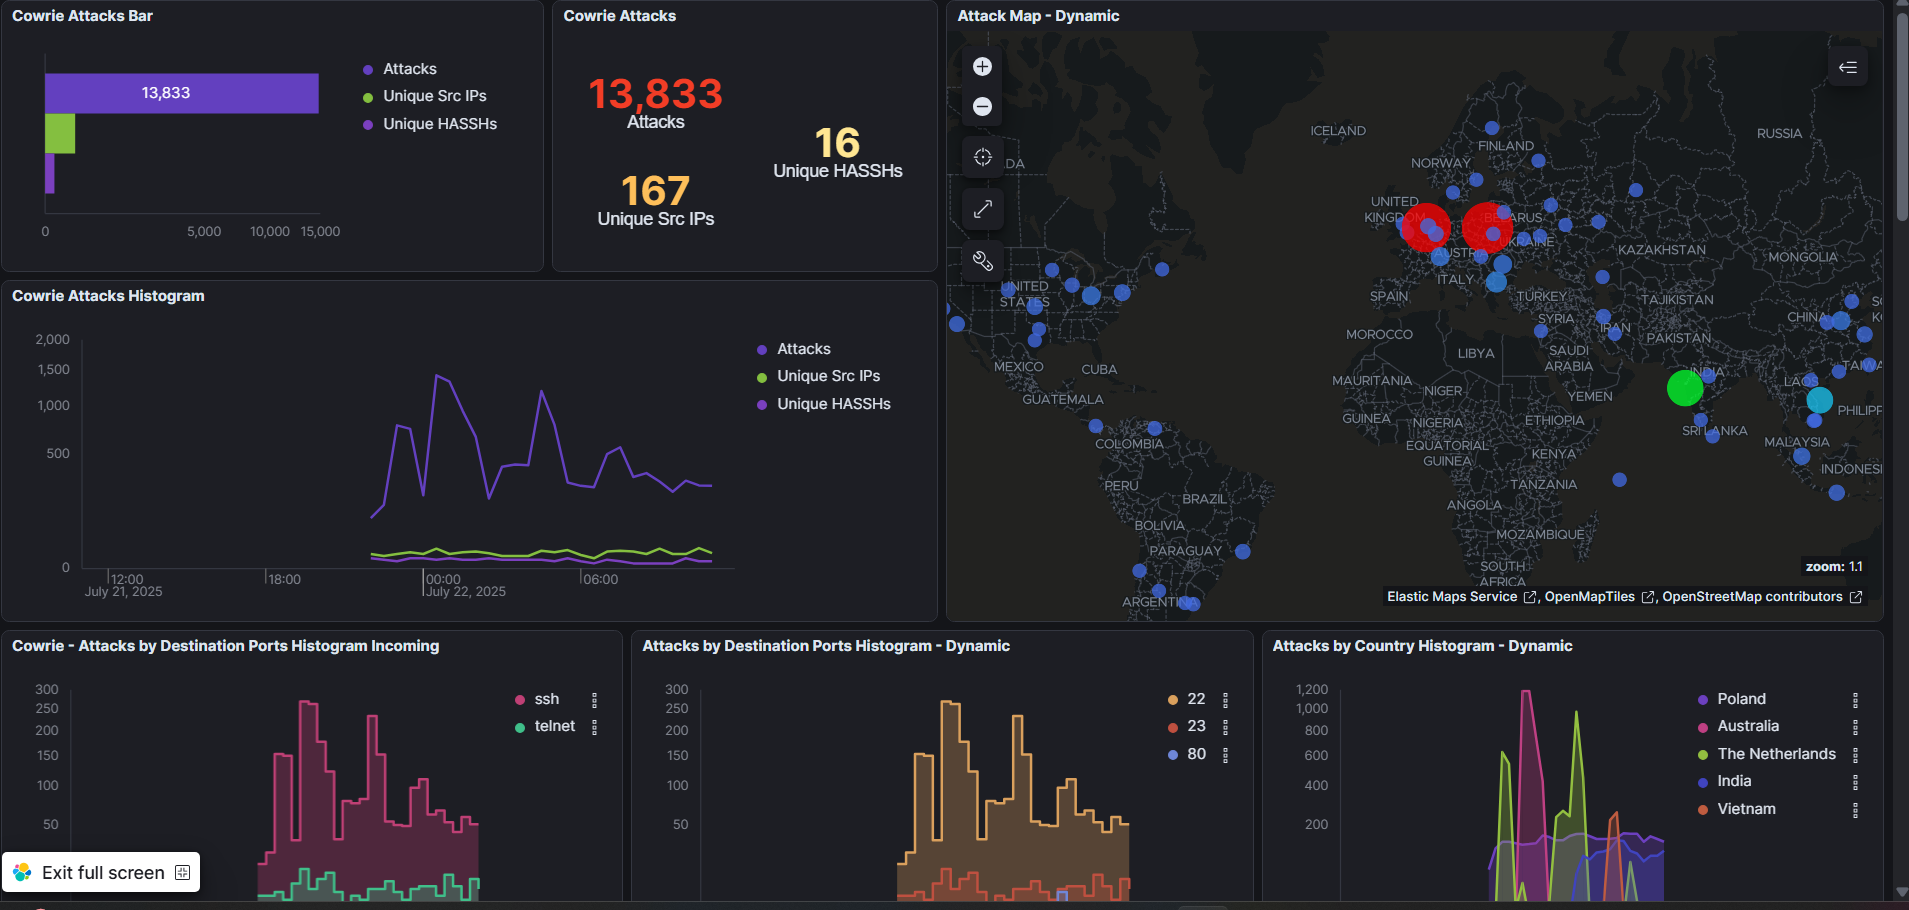 Cowrie Attacks Bar
13,833
Attacks
Unique Src IPs
Unique HASSHs
0
5,000
10,000
15,000
Cowrie Attacks
13,833
Attacks
16
Unique HASSHs
167
Unique Src IPs
Attack Map - Dynamic
ICELAND
RUSSIA
FINLAND
NORWAY
UNITED
KINGDOM
BELARUS
UKRAINE
KAZAKHSTAN
MONGOLIA
AUSTRIA
ITALY
UNITED
STATES
SPAIN
TURKEY
TAJIKISTAN
CHINA
SYRIA
IRAN
MOROCCO
PAKISTAN
LIBYA
SAUDI
ARABIA
MEXICO
CUBA
INDIA
LAOS
MAURITANIA
NIGER
YEMEN
GUATEMALA
GUINEA
NIGERIA
ETHIOPIA
SRI LANKA
COLOMBIA
EQUATORIAL
GUINEA
KENYA
MALAYSIA
PERU
TANZANIA
BRAZIL
ANGOLA
BOLIVIA
MOZAMBIQUE
PARAGUAY
SOUTH
AFRICA
ARGENTINA
zoom: 1.1
Elastic Maps Service , OpenMapTiles , OpenStreetMap contributors
Cowrie Attacks Histogram
2,000
1,500
1,000
500
0
Attacks
Unique Src IPs
Unique HASSHs
12:00
July 21, 2025
18:00
00:00
July 22, 2025
06:00
Cowrie - Attacks by Destination Ports Histogram Incoming
300
250
200
150
100
50
ssh
telnet
Attacks by Destination Ports Histogram - Dynamic
300
250
200
150
100
50
22
23
80
Attacks by Country Histogram - Dynamic
1,200
1,000
800
600
400
200
Poland
Australia
The Netherlands
India
Vietnam
Exit full screen